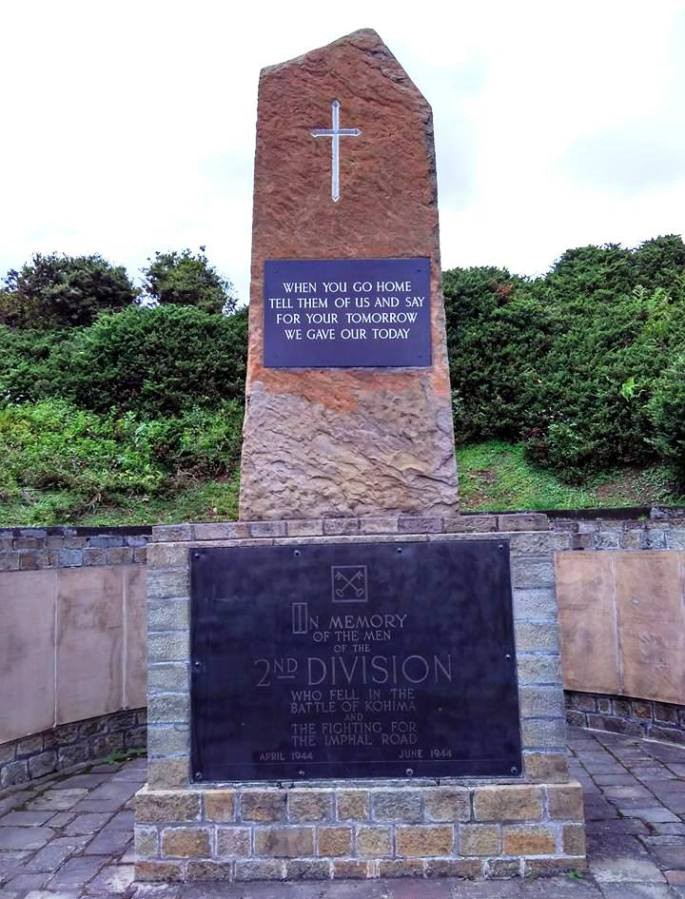 WHEN YOU GO HOME
TELL THEM OF US AND SAY
FOR YOUR TOMORROW
WE GAVE OUR TODAY
IN MEMORY
OF THE MEN
OF THE
2ND DIVISION
WHO FELL IN THE
BATTLE OF KOHIMA
AND
THE FIGHTING FOR
THE IMPHAL ROAD
APRIL 1944 JUNE 1944